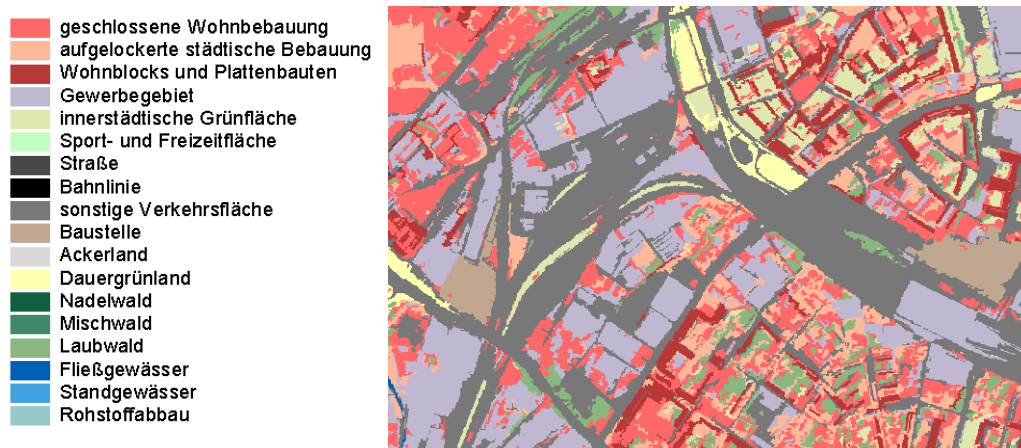 geschlossene Wohnbebauung
aufgelockerte städtische Bebauung
Wohnblocks und Plattenbauten
Gewerbegebiet
innerstädtische Grünfläche
Sport- und Freizeitfläche
Straße
Bahnlinie
sonstige Verkehrsfläche
Baustelle
Ackerland
Dauergrünland
Nadelwald
Mischwald
Laubwald
Fließgewässer
Standgewässer
Rohstoffabbau